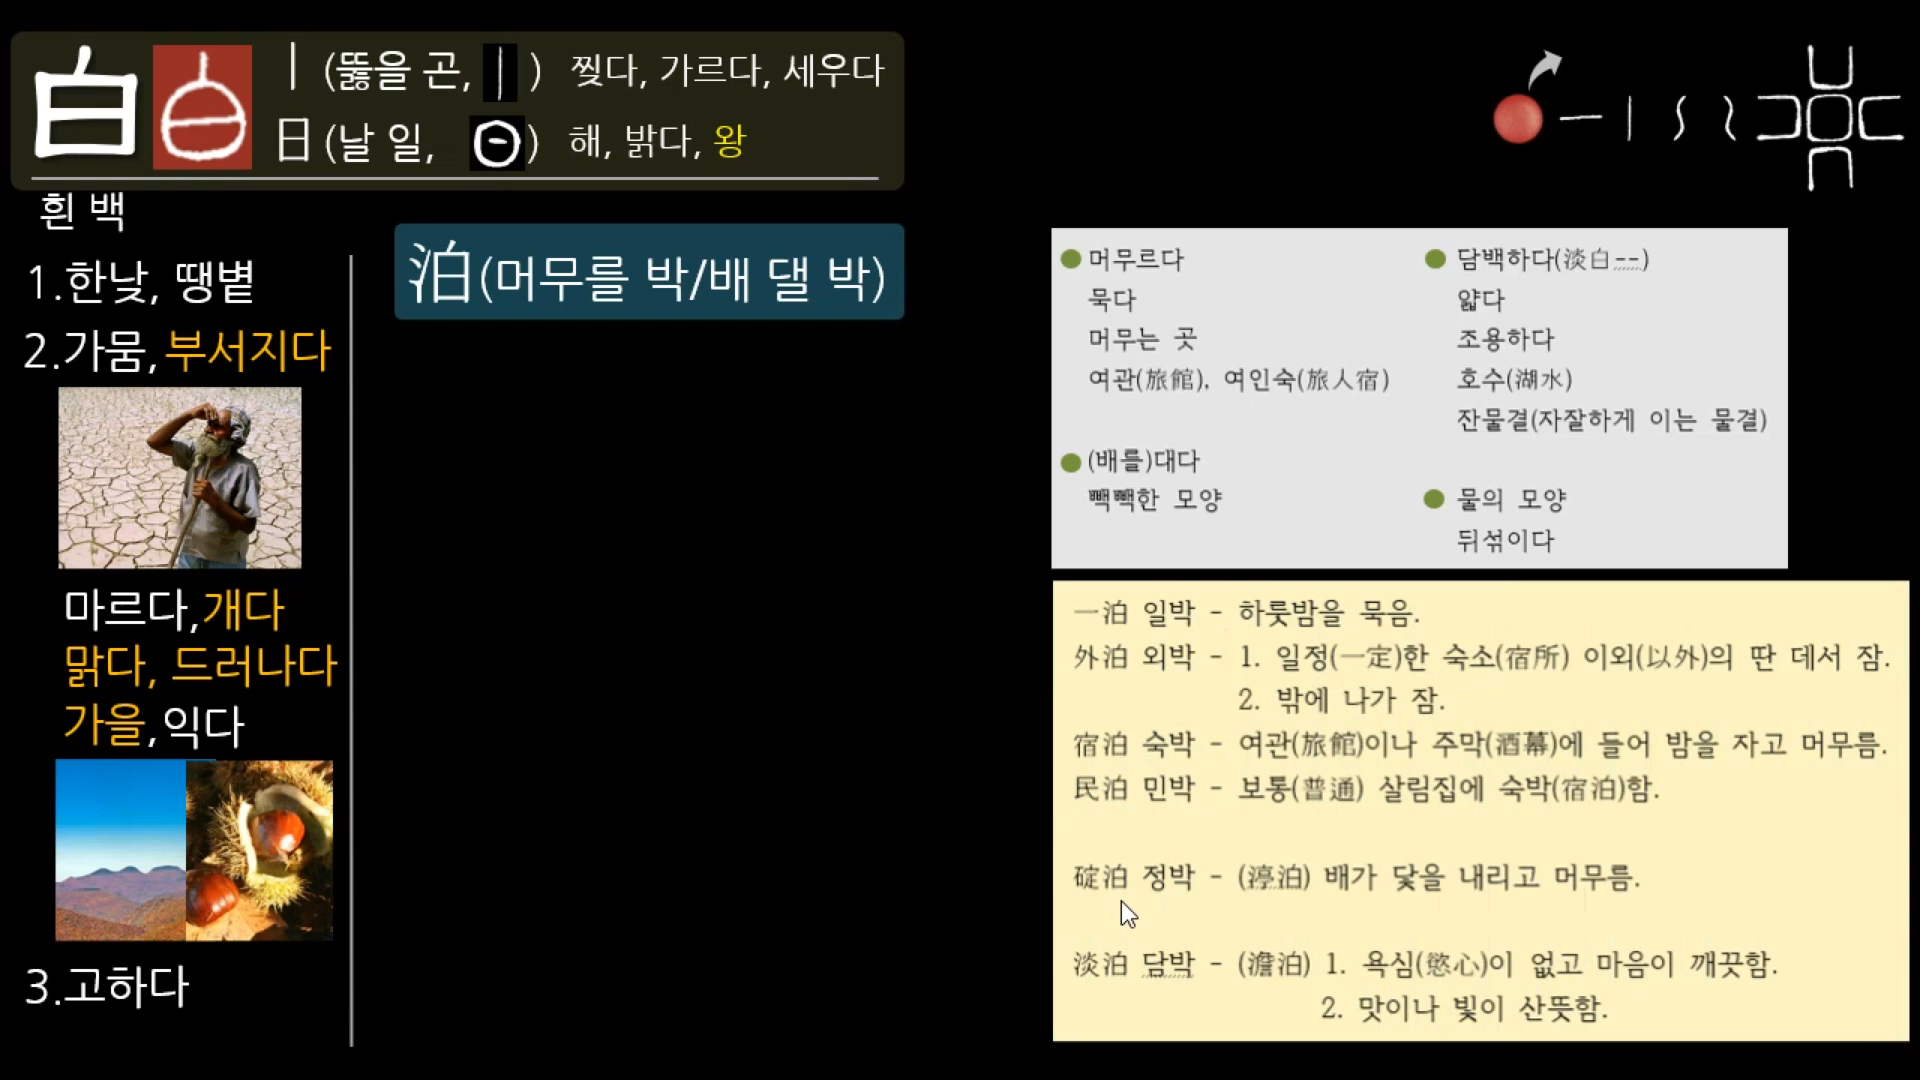 白 丨(뚫을 곤, 丨) 찢다, 가르다, 세우다
日(날 일, ) 해, 밝다, 왕
흰 백
1.한낮, 땡볕
2.가뭄,부서지다
마르다,개다
맑다, 드러나다
가을,익다
3.고하다
泊(머무를 박/배 댈 박)
머무르다
묵다
머무는 곳
여관(旅館), 여인숙(旅人宿)
(배를)대다
빽빽한 모양
담백하다(淡白--)
얇다
조용하다
호수(湖水)
잔물결(자잘하게 이는 물결)
물의 모양
뒤섞이다
一泊 일박 - 하룻밤을 묵음.
外泊 외박 - 1. 일정(一定)한 숙소(宿所) 이외(以外)의 딴 데서 잠.
2. 밖에 나가 잠.
宿泊 숙박 - 여관(旅館)이나 주막(酒幕)에 들어 밤을 자고 머무름.
民泊 민박 - 보통(普通) 살림집에 숙박(宿泊)함.
碇泊 정박 - (渟泊) 배가 닻을 내리고 머무름.
淡泊 담박 - (澹泊) 1. 욕심(慾心)이 없고 마음이 깨끗함.
2. 맛이나 빛이 산뜻함.